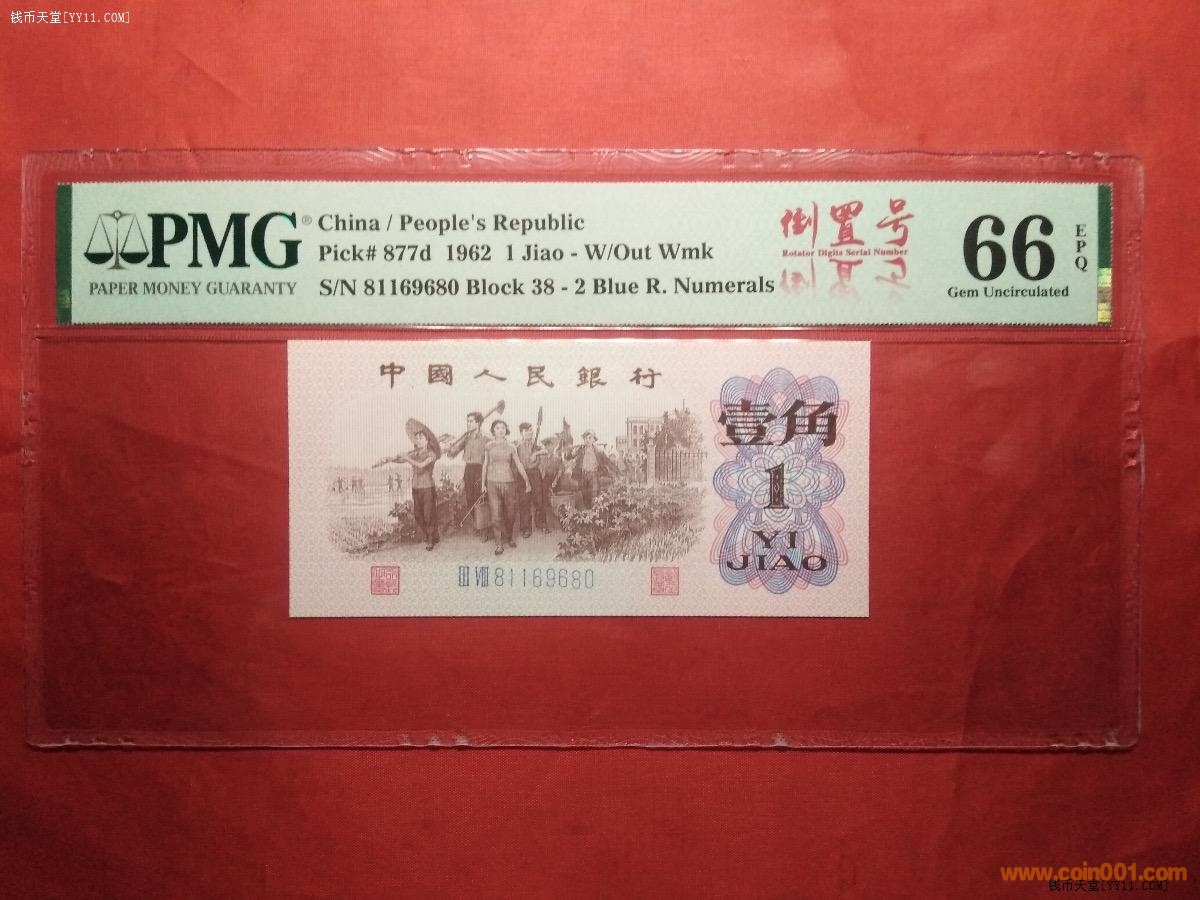 钱币天堂[YY11.COM]
PMG®
PAPER MONEY GUARANTY
China / People's Republic
Pick# 877d 1962 1 Jiao - W/Out Wmk
S/N 81169680 Block 38 - 2 Blue R. Numerals
倒置号
Rotator Digits Serial Number
66
EPQ
Gem Uncirculated
中國人民銀行
壹角
1
YI
JIAO
III VIII 81169680
www.coin001.com
钱币天堂[YY11.COM]